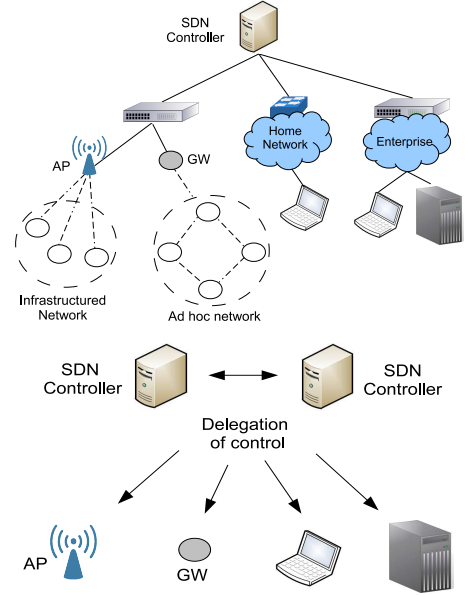 SDN
Controller
Home
Network
Enterprise
AP
GW
Infrastructured
Network
Ad hoc network
SDN
Controller
SDN
Controller
Delegation
of control
AP
GW